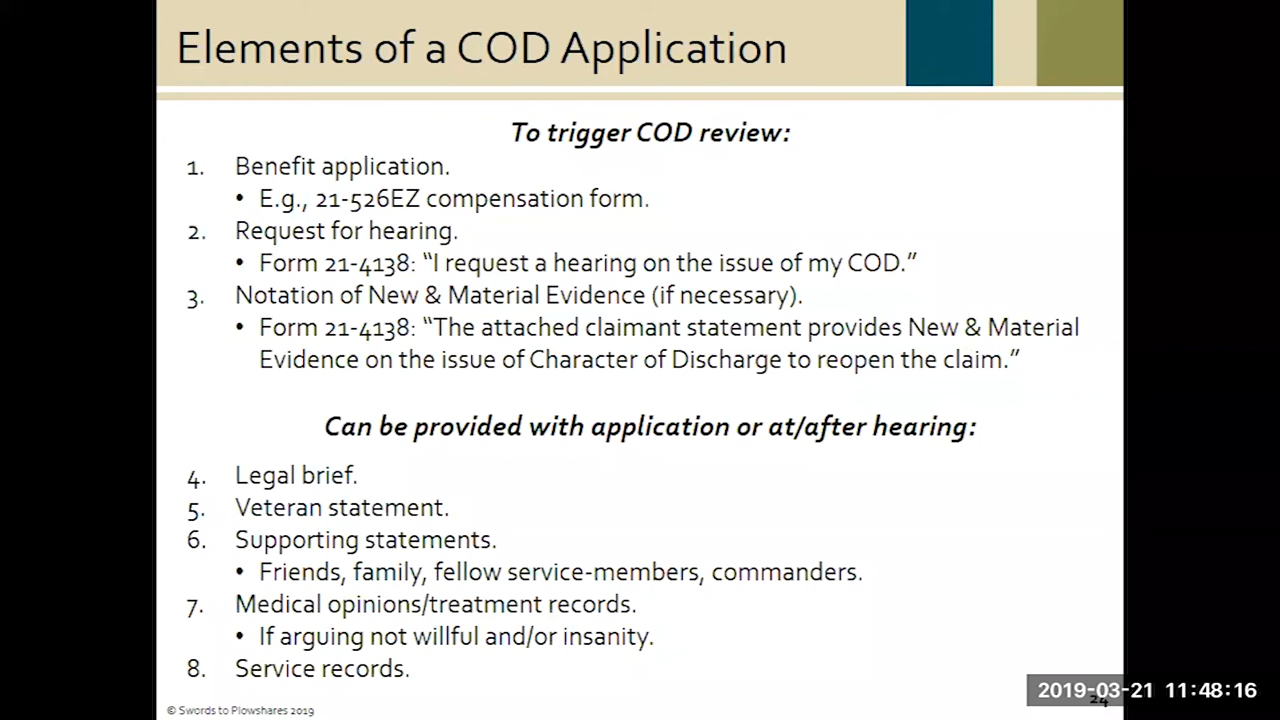 Elements of a COD Application
To trigger COD review:
1. Benefit application.
• E.g., 21-526EZ compensation form.
2. Request for hearing.
• Form 21-4138: “I request a hearing on the issue of my COD.”
3. Notation of New & Material Evidence (if necessary).
• Form 21-4138: “The attached claimant statement provides New & Material
Evidence on the issue of Character of Discharge to reopen the claim.”
Can be provided with application or at/after hearing:
4. Legal brief.
5. Veteran statement.
6. Supporting statements.
• Friends, family, fellow service-members, commanders.
7. Medical opinions/treatment records.
• If arguing not willful and/or insanity.
8. Service records.
2019-03-21 11:48:16
24
© Swords to Plowshares 2019